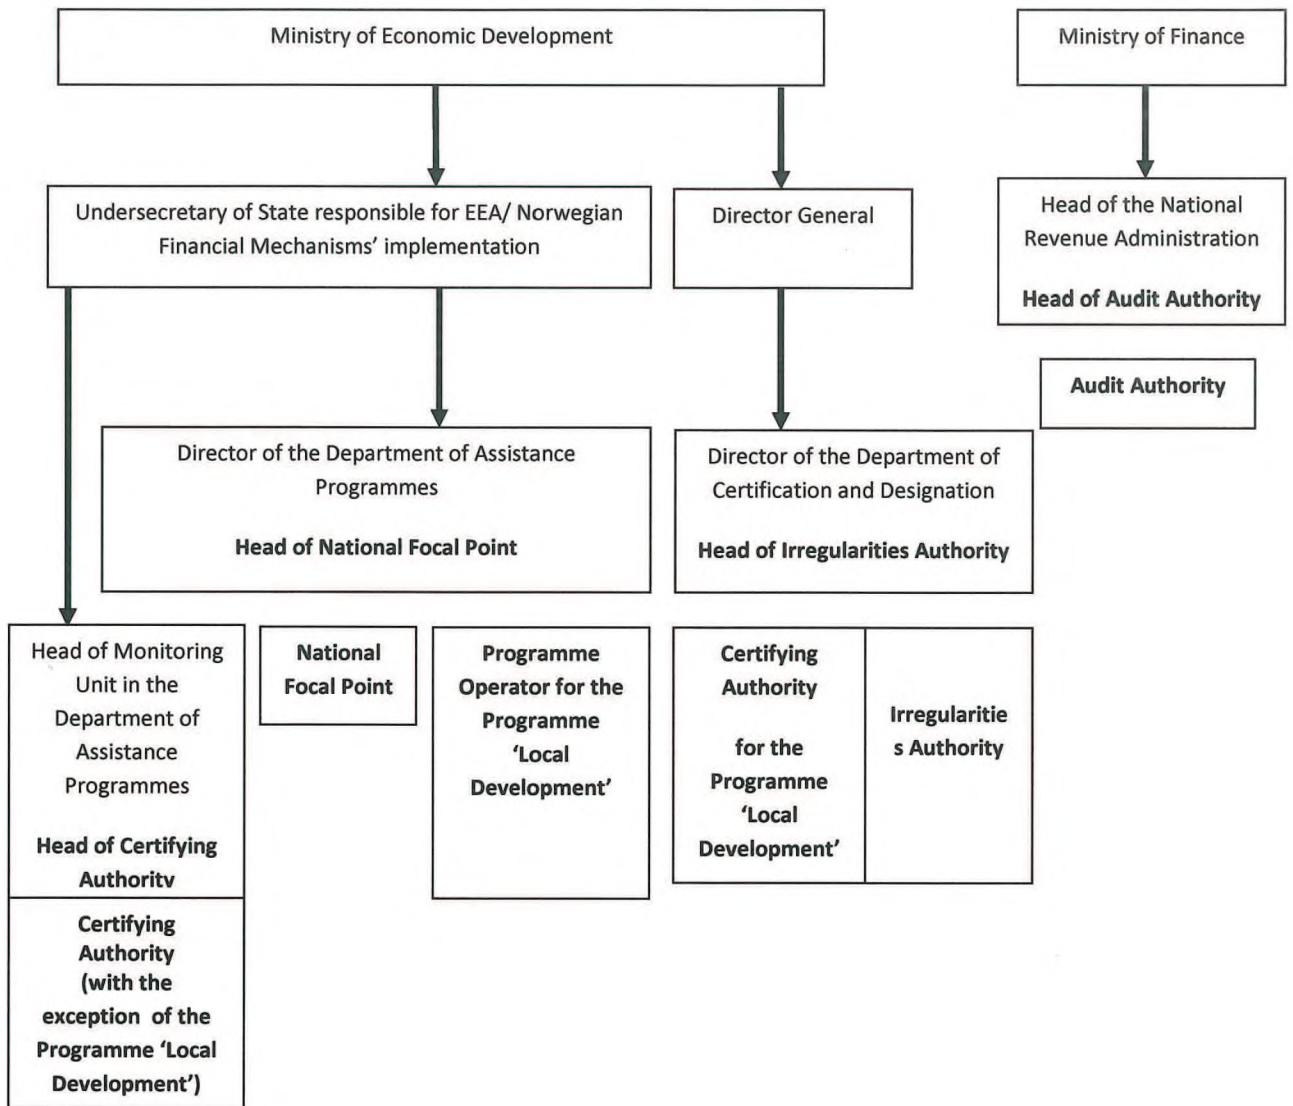 Ministry of Economic Development
Ministry of Finance
Undersecretary of State responsible for EEA/ Norwegian
Financial Mechanisms’ implementation
Director General
Head of the National
Revenue Administration
Head of Audit Authority
Audit Authority
Director of the Department of Assistance
Programmes
Head of National Focal Point
Director of the Department of
Certification and Designation
Head of Irregularities Authority
Head of Monitoring
Unit in the
Department of
Assistance
Programmes
Head of Certifying
Authority
Certifying
Authority
(with the
exception of the
Programme ‘Local
Development’)
National
Focal Point
Programme
Operator for the
Programme
‘Local
Development’
Certifying
Authority
for the
Programme
‘Local
Development’
Irregularitie
s Authority